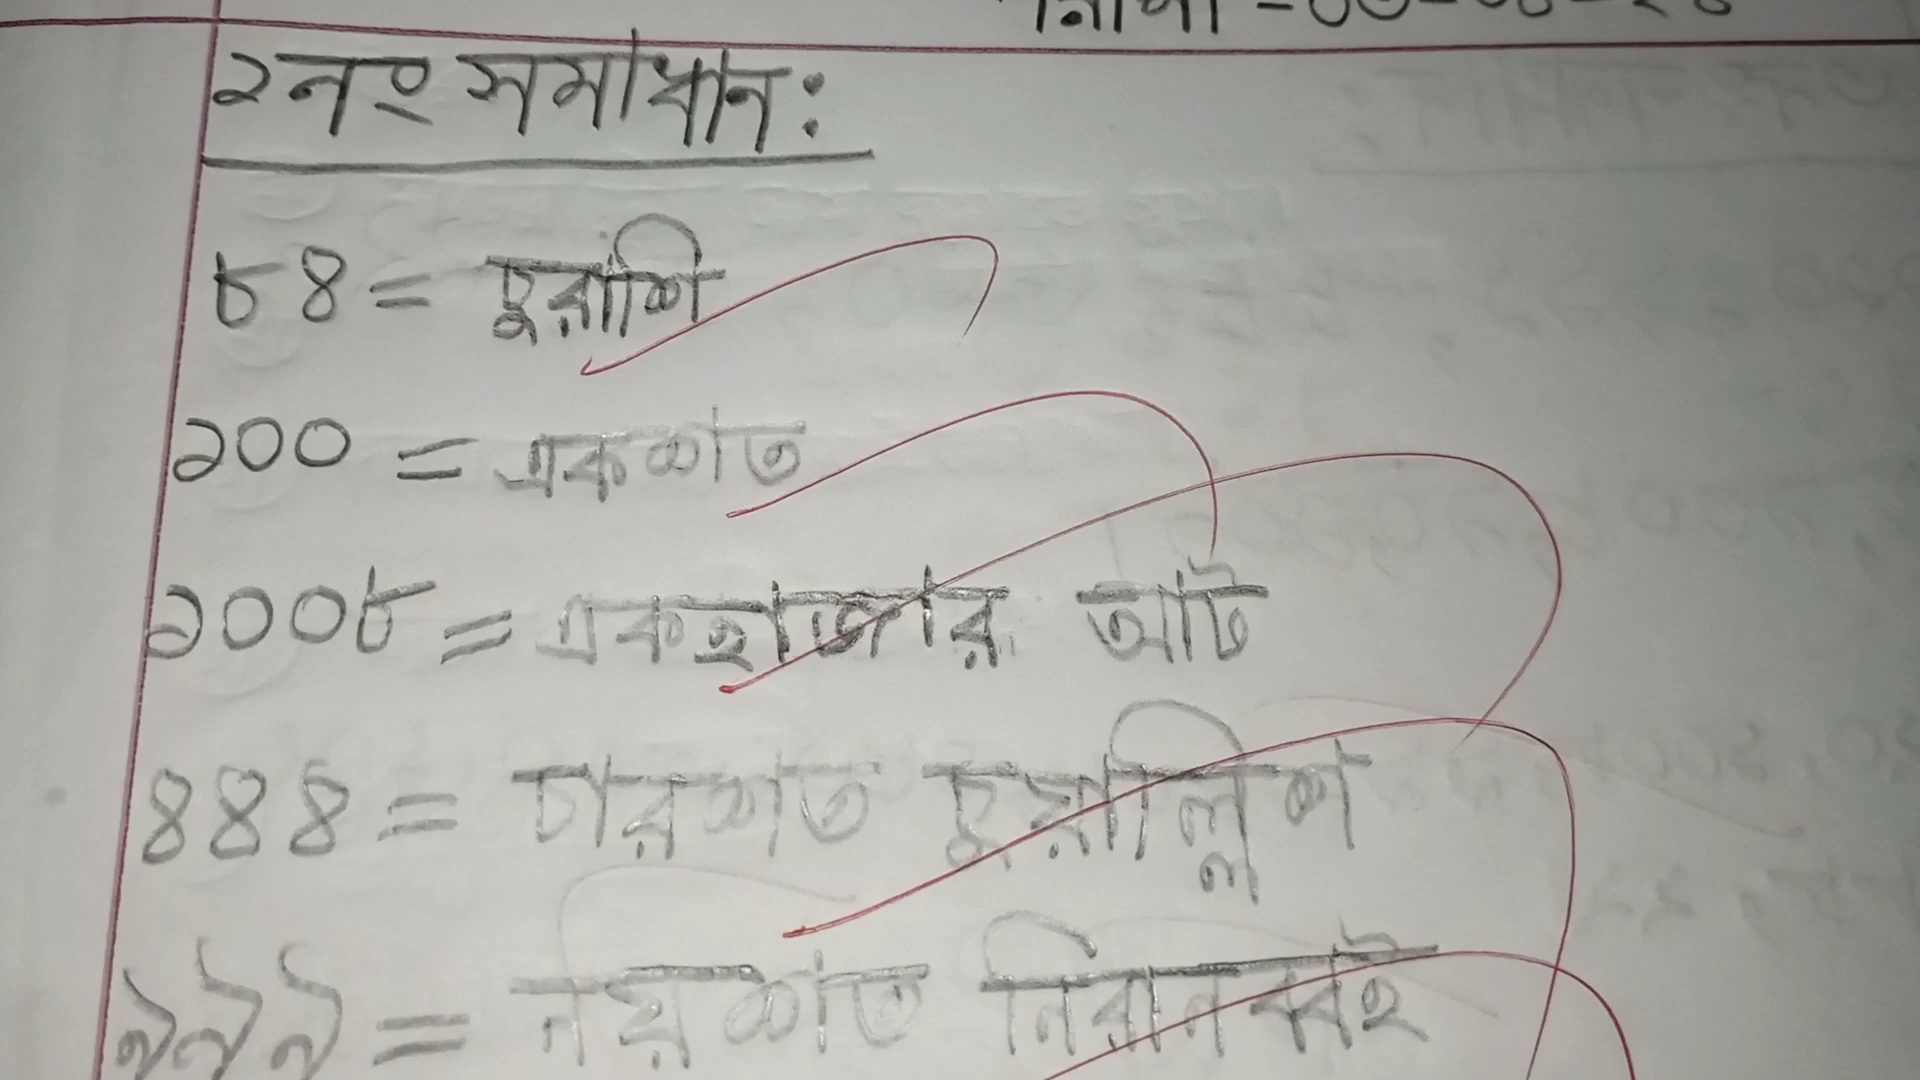 ২নং সমাধান:
৮৪ = চুরাশি
১০০ = একশত
১০০৮ = একহাজার আট
৪৪৪ = চারশত চুয়াল্লিশ
৯৯৯ = নয়শত নিরানব্বই